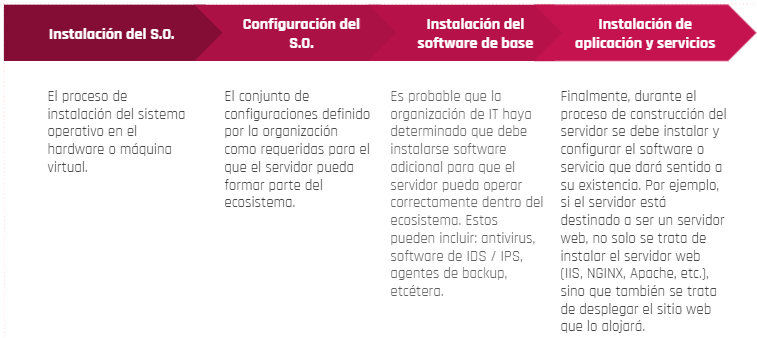 Instalación del S.O.
Configuración del
S.O.
Instalación del
software de base
Instalación de
aplicación y servicios
El proceso de
instalación del sistema
operativo en el
hardware o máquina
virtual.
El conjunto de
configuraciones definido
por la organización
como requeridas para el
que el servidor pueda
formar parte del
ecosistema.
Es probable que la
organización de IT haya
determinado que debe
instalarse software
adicional para que el
servidor pueda operar
correctamente dentro del
ecosistema. Estos
pueden incluir: antivirus,
software de IDS / IPS,
agentes de backup,
etcétera.
Finalmente, durante el
proceso de construcción del
servidor se debe instalar y
configurar el software o
servicio que dará sentido a
su existencia. Por ejemplo,
si el servidor está
destinado a ser un servidor
web, no solo se trata de
instalar el servidor web
(IIS, NGINX, Apache, etc.),
sino que también se trata
de desplegar el sitio web
que lo alojará.